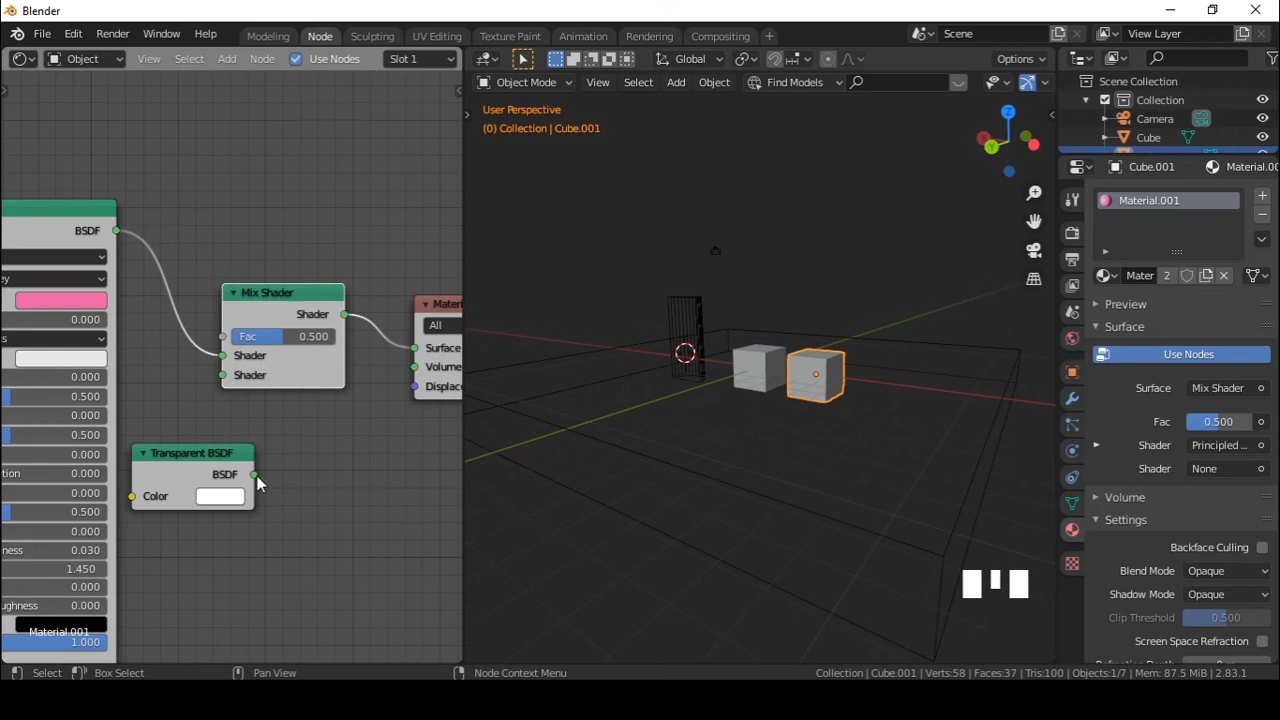 Blender
File Edit Render Window Help
Modeling Node Sculpting UV Editing Texture Paint Animation Rendering Compositing
Scene View Layer
Object View Select Add Node Use Nodes Slot 1
Global Options
Object Mode View Select Add Object Find Models
Scene Collection
Collection
Camera
Cube
User Perspective
(0) Collection | Cube.001
X
Y
Z
Cube.001 Material.00
Material.001
Mater 2
Preview
Surface
Use Nodes
Surface Mix Shader
Fac 0.500
Shader Principled ...
Shader None
Volume
Settings
Backface Culling
Blend Mode Opaque
Shadow Mode Opaque
Clip Threshold 0.500
Screen Space Refraction
BSDF
ey
0.000
s
0.000
0.500
0.000
0.500
0.000
tion 0.000
0.000
0.500
0.000
ness 0.030
1.450
0.000
oughness 0.000
Material.001
1.000
Mix Shader
Shader
Fac 0.500
Shader
Shader
Materi
All
Surface
Volume
Displace
Transparent BSDF
BSDF
Color
Select Box Select Pan View Node Context Menu
Collection | Cube.001 | Verts:58 | Faces:37 | Tris:100 | Objects:1/7 | Mem: 87.5 MiB | 2.83.1